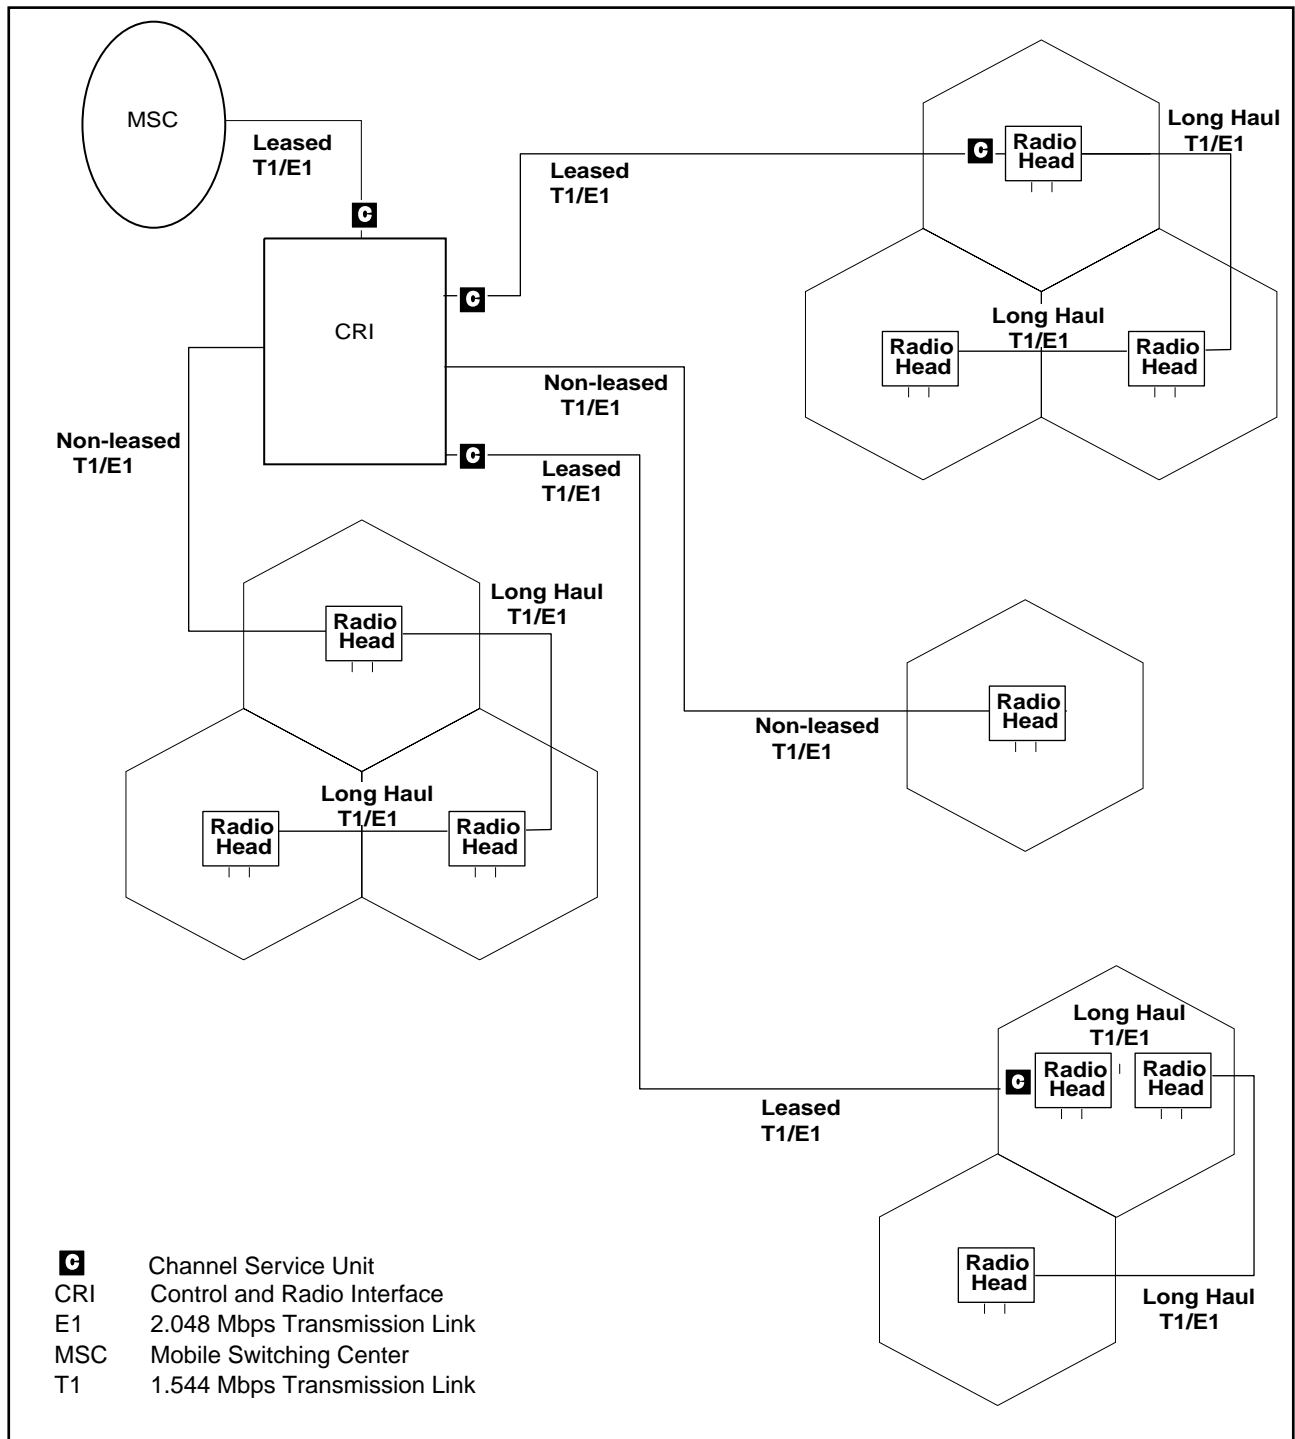 MSC
Leased
T1/E1
C
Leased
T1/E1
C
Radio
Head
Long Haul
T1/E1
C
CRI
Long Haul
T1/E1
Radio
Head
Radio
Head
Non-leased
T1/E1
Non-leased
T1/E1
C
Leased
T1/E1
Radio
Head
Long Haul
T1/E1
Long Haul
T1/E1
Radio
Head
Radio
Head
Non-leased
T1/E1
Radio
Head
Long Haul
T1/E1
C
Radio
Head
Radio
Head
Leased
T1/E1
Radio
Head
Long Haul
T1/E1
C Channel Service Unit
CRI Control and Radio Interface
E1 2.048 Mbps Transmission Link
MSC Mobile Switching Center
T1 1.544 Mbps Transmission Link